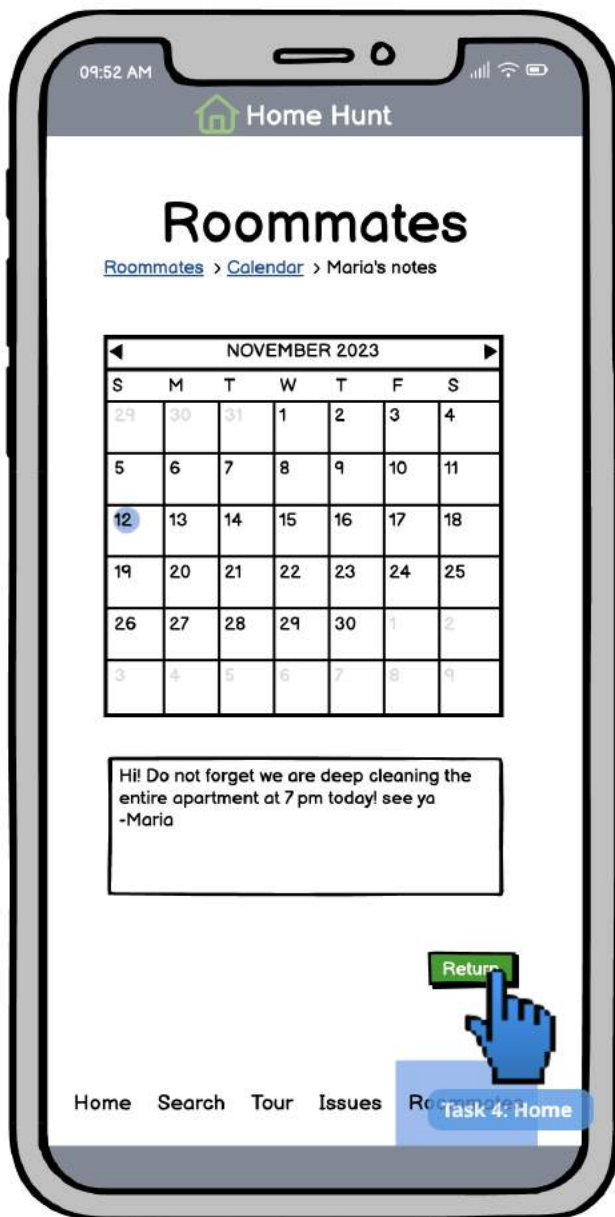 09:52 AM
Home Hunt
Roommates
Roommates > Calendar > Maria's notes
NOVEMBER 2023
S M T W T F S
29 30 31 1 2 3 4
5 6 7 8 9 10 11
12 13 14 15 16 17 18
19 20 21 22 23 24 25
26 27 28 29 30 1 2
3 4 5 6 7 8 9
Hi! Do not forget we are deep cleaning the
entire apartment at 7 pm today! see ya
-Maria
Return
Home Search Tour Issues Roommates
Task 4: Home